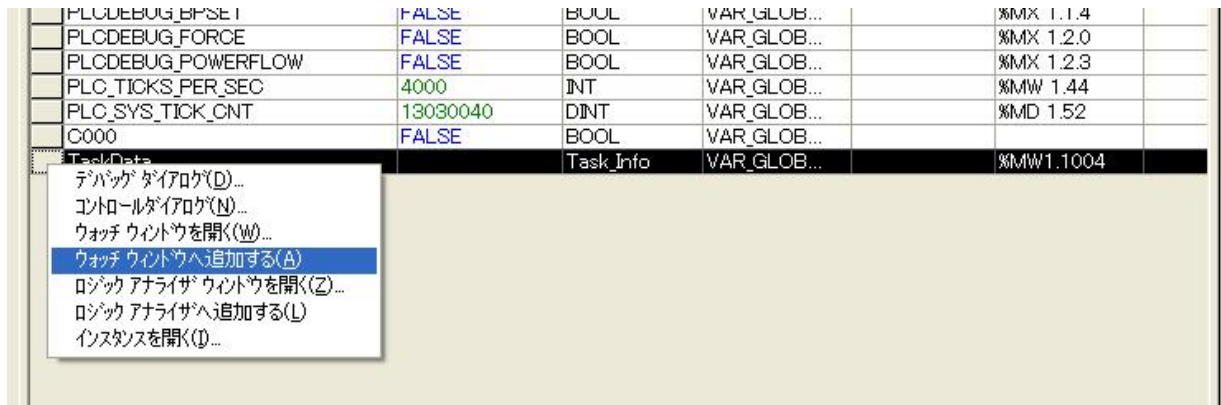 PLCDEBUG_BPSET FALSE BOOL VAR_GLOB... %MX 1.1.4
PLCDEBUG_FORCE FALSE BOOL VAR_GLOB... %MX 1.2.0
PLCDEBUG_POWERFLOW FALSE BOOL VAR_GLOB... %MX 1.2.3
PLC_TICKS_PER_SEC 4000 INT VAR_GLOB... %MW 1.44
PLC_SYS_TICK_CNT 13030040 DINT VAR_GLOB... %MD 1.52
C000 FALSE BOOL VAR_GLOB...
TaskData Task_Info VAR_GLOB... %MW1.1004
デバッグ ダイアログ(D)...
コントロールダイアログ(N)...
ウォッチ ウィンドウを開く(W)...
ウォッチ ウィンドウへ追加する(A)
ロジック アナライザ ウィンドウを開く(Z)...
ロジック アナライザへ追加する(L)
インスタンスを開く(I)...